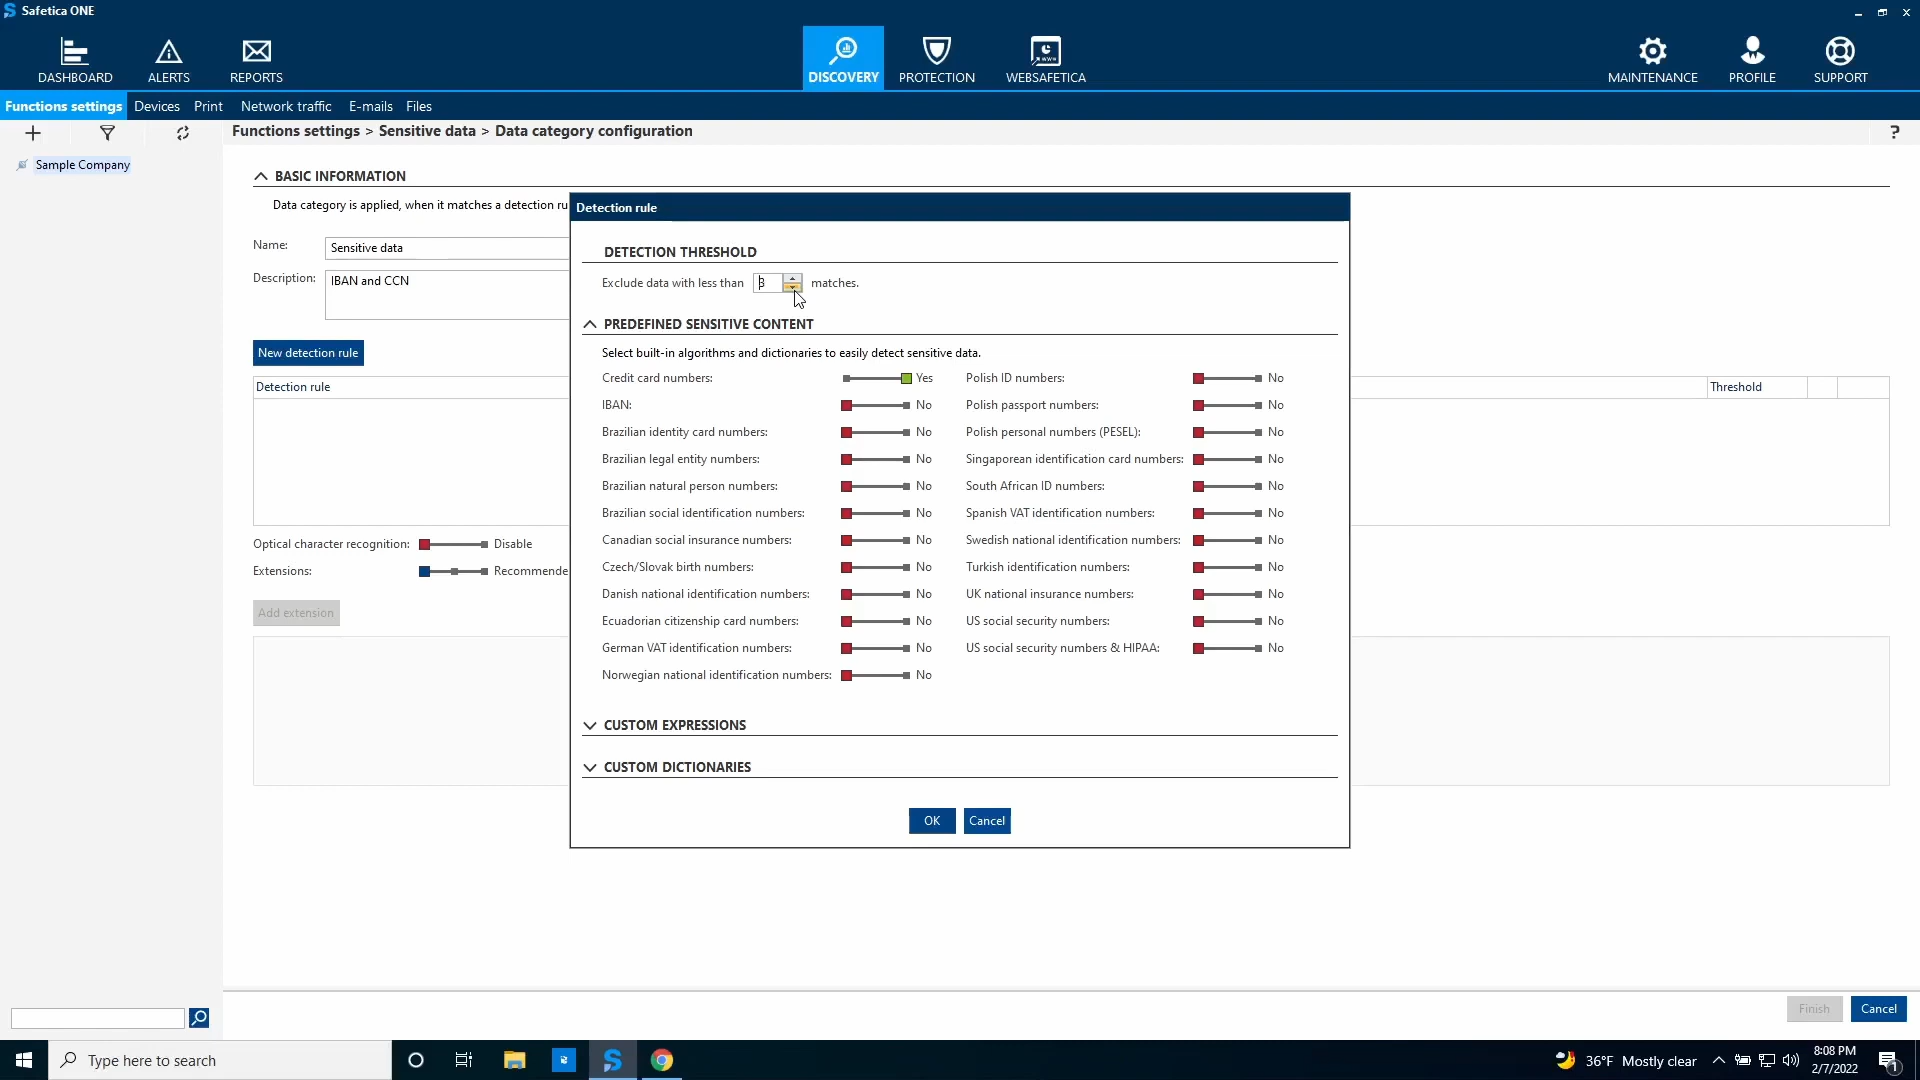 Safetica ONE
DASHBOARD
ALERTS
REPORTS
DISCOVERY
PROTECTION
WEBSAFETICA
MAINTENANCE
PROFILE
SUPPORT
Functions settings
Devices
Print
Network traffic
E-mails
Files
Functions settings > Sensitive data > Data category configuration
?
Sample Company
BASIC INFORMATION
Data category is applied, when it matches a detection ru
Name:
Sensitive data
Description:
IBAN and CCN
New detection rule
Detection rule
Threshold
Optical character recognition:
Disable
Extensions:
Recommende
Add extension
Detection rule
DETECTION THRESHOLD
Exclude data with less than 3 matches.
PREDEFINED SENSITIVE CONTENT
Select built-in algorithms and dictionaries to easily detect sensitive data.
Credit card numbers: Yes
IBAN: No
Brazilian identity card numbers: No
Brazilian legal entity numbers: No
Brazilian natural person numbers: No
Brazilian social identification numbers: No
Canadian social insurance numbers: No
Czech/Slovak birth numbers: No
Danish national identification numbers: No
Ecuadorian citizenship card numbers: No
German VAT identification numbers: No
Norwegian national identification numbers: No
Polish ID numbers: No
Polish passport numbers: No
Polish personal numbers (PESEL): No
Singaporean identification card numbers: No
South African ID numbers: No
Spanish VAT identification numbers: No
Swedish national identification numbers: No
Turkish identification numbers: No
UK national insurance numbers: No
US social security numbers: No
US social security numbers & HIPAA: No
CUSTOM EXPRESSIONS
CUSTOM DICTIONARIES
OK
Cancel
Finish
Cancel
Type here to search
36°F Mostly clear
8:08 PM
2/7/2022
1